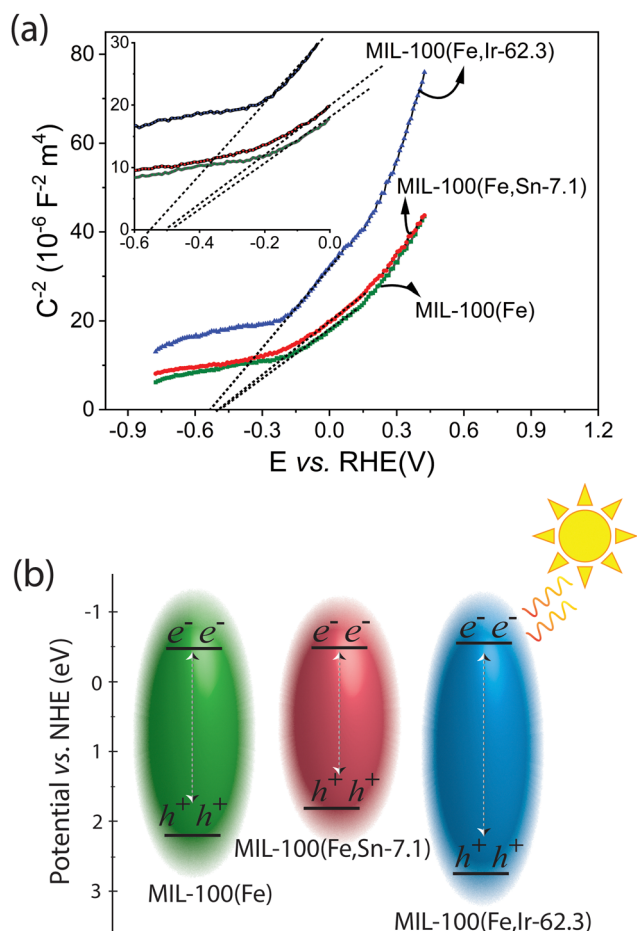 (a)
30
20
10
0
-0.6
-0.4
-0.2
0.0
MIL-100(Fe,Ir-62.3)
MIL-100(Fe,Sn-7.1)
MIL-100(Fe)
C⁻² (10⁻⁶ F⁻² m⁴)
80
60
40
20
0
-0.9
-0.6
-0.3
0.0
0.3
0.6
0.9
1.2
E vs. RHE(V)
(b)
Potential vs. NHE (eV)
-1
0
1
2
3
e⁻ e⁻
h⁺ h⁺
MIL-100(Fe)
e⁻ e⁻
h⁺ h⁺
MIL-100(Fe,Sn-7.1)
e⁻ e⁻
h⁺ h⁺
MIL-100(Fe,Ir-62.3)